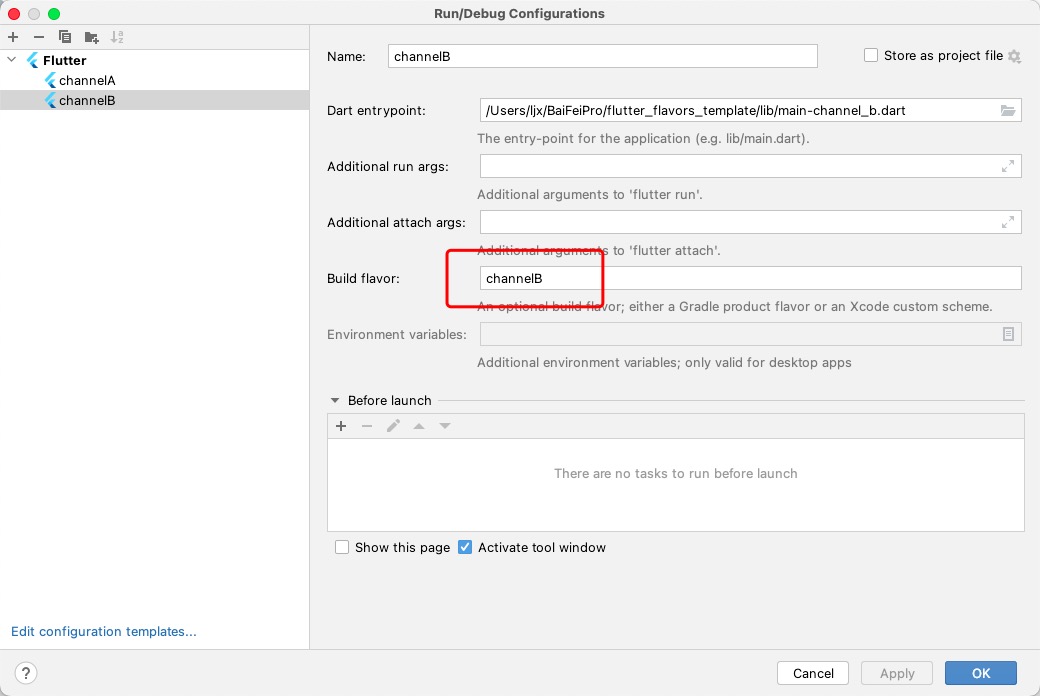 Run/Debug Configurations
Flutter
channelA
channelB
Edit configuration templates...
Name: channelB Store as project file
Dart entrypoint: /Users/ljx/BaiFeiPro/flutter_flavors_template/lib/main-channel_b.dart
The entry-point for the application (e.g. lib/main.dart).
Additional run args:
Additional arguments to 'flutter run'.
Additional attach args:
Additional arguments to 'flutter attach'.
Build flavor: channelB
An optional build flavor; either a Gradle product flavor or an Xcode custom scheme.
Environment variables:
Additional environment variables; only valid for desktop apps
Before launch
There are no tasks to run before launch
Show this page Activate tool window
? Cancel Apply OK